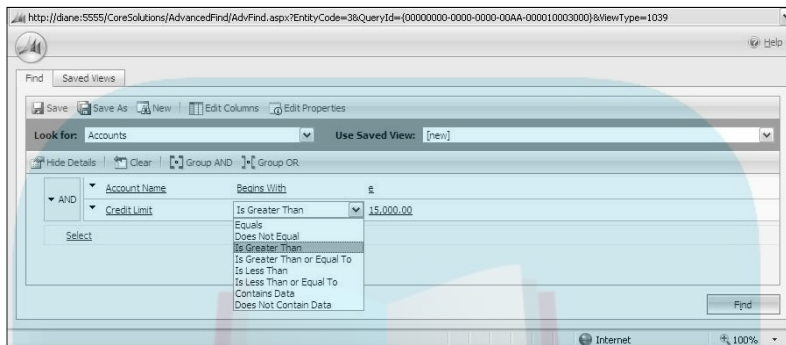 http://diane:5555/CoreSolutions/AdvancedFind/AdvFind.aspx?EntityCode=3&QueryId={00000000-0000-0000-00AA-000010003000}&ViewType=1039
Help
Find Saved Views
Save Save As New Edit Columns Edit Properties
Look for: Accounts Use Saved View: [new]
Hide Details Clear Group AND Group OR
AND Account Name Begins With e
Credit Limit Is Greater Than 15,000.00
Equals
Select Does Not Equal
Is Greater Than
Is Greater Than or Equal To
Is Less Than
Is Less Than or Equal To
Contains Data
Does Not Contain Data
Find
Internet 100%